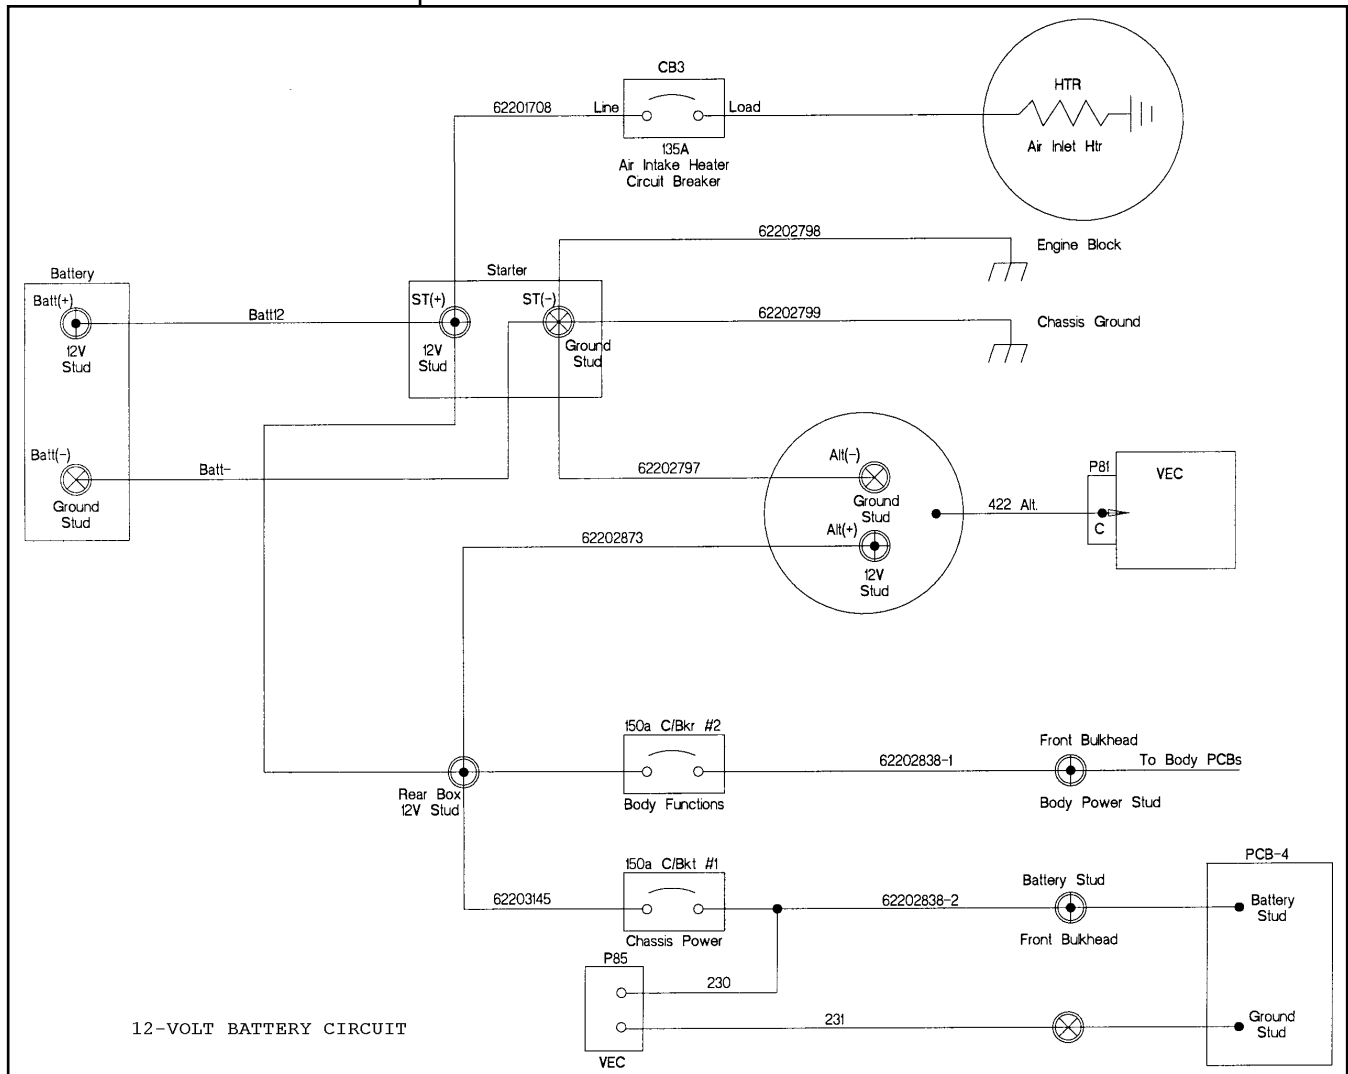 CB3
62201708
Line
Load
135A
Air Intake Heater
Circuit Breaker
HTR
Air Inlet Htr
62202798
Engine Block
Battery
Starter
Batt(+)
12V
Stud
Batt12
ST(+)
12V
Stud
ST(-)
Ground
Stud
62202799
Chassis Ground
Batt(-)
Ground
Stud
Batt-
62202797
Alt(-)
Ground
Stud
Alt(+)
12V
Stud
422 Alt.
P81
C
VEC
62202873
150a C/Bkr #2
Body Functions
62202838-1
Front Bulkhead
Body Power Stud
To Body PCBs
Rear Box
12V Stud
150a C/Bkt #1
Chassis Power
62203145
62202838-2
Battery Stud
Front Bulkhead
PCB-4
Battery
Stud
Ground
Stud
P85
230
231
VEC
12-VOLT BATTERY CIRCUIT